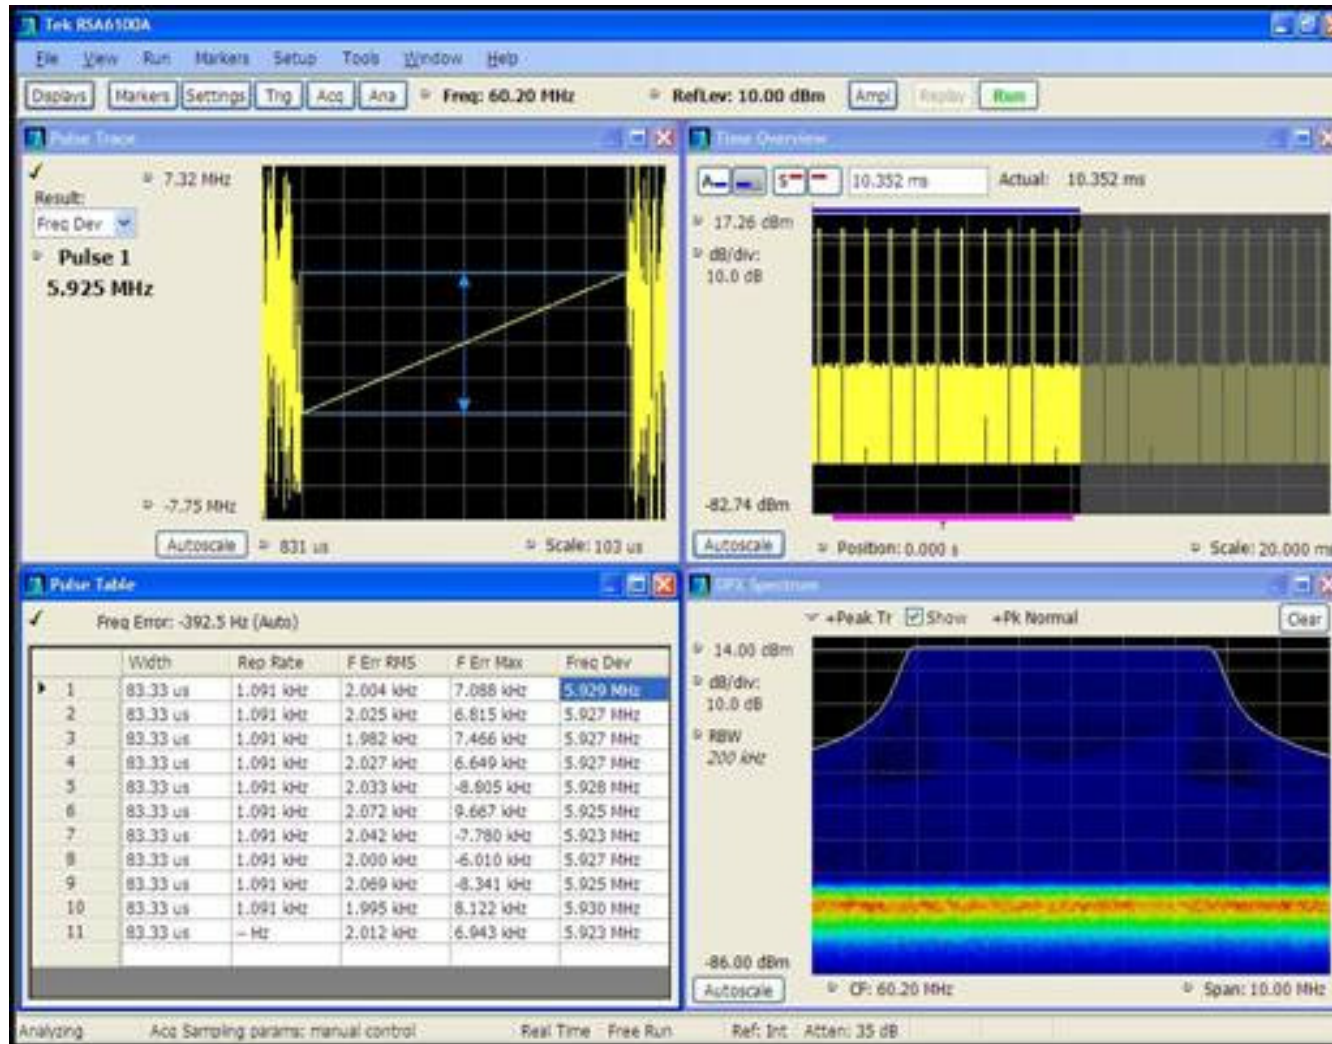 Tek RSA6100A
File View Run Markers Setup Tools Window Help
Displays Markers Settings Trig Acq Ana Freq: 60.20 MHz RefLev: 10.00 dBm Ampl Replay Run
Pulse Trace
7.32 MHz
Result:
Freq Dev
Pulse 1
5.925 MHz
-7.75 MHz
Autoscale 831 us Scale: 103 us
Time Overview
10.352 ms Actual: 10.352 ms
17.26 dBm
dB/div:
10.0 dB
-82.74 dBm
Autoscale Position: 0.000 s Scale: 20.000 ms
Pulse Table
Freq Error: -392.5 Hz (Auto)
Width Rep Rate F Err RMS F Err Max Freq Dev
1 83.33 us 1.091 kHz 2.004 kHz 7.088 kHz 5.929 MHz
2 83.33 us 1.091 kHz 2.025 kHz 6.815 kHz 5.927 MHz
3 83.33 us 1.091 kHz 1.982 kHz 7.466 kHz 5.927 MHz
4 83.33 us 1.091 kHz 2.027 kHz 6.649 kHz 5.927 MHz
5 83.33 us 1.091 kHz 2.033 kHz -8.805 kHz 5.928 MHz
6 83.33 us 1.091 kHz 2.072 kHz 9.667 kHz 5.925 MHz
7 83.33 us 1.091 kHz 2.042 kHz -7.780 kHz 5.923 MHz
8 83.33 us 1.091 kHz 2.000 kHz -6.010 kHz 5.927 MHz
9 83.33 us 1.091 kHz 2.069 kHz -8.341 kHz 5.925 MHz
10 83.33 us 1.091 kHz 1.995 kHz 8.122 kHz 5.930 MHz
11 83.33 us -- Hz 2.012 kHz 6.943 kHz 5.923 MHz
DPX Spectrum
+Peak Tr Show +Pk Normal Clear
14.00 dBm
dB/div:
10.0 dB
RBW
200 kHz
-86.00 dBm
Autoscale CF: 60.20 MHz Span: 10.00 MHz
Analyzing Acq Sampling params: manual control Real Time Free Run Ref: Int Atten: 35 dB